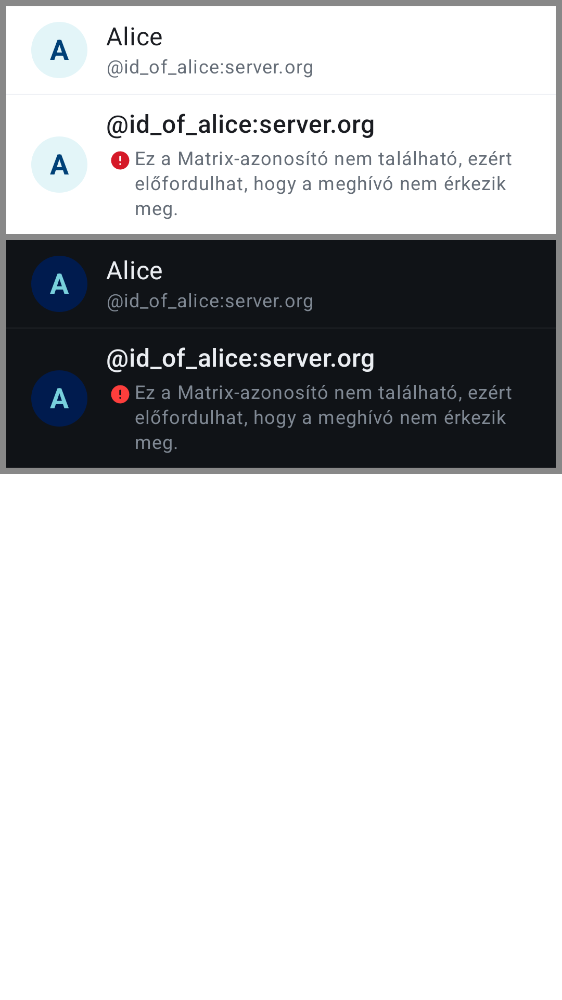 A
Alice
@id_of_alice:server.org
A
@id_of_alice:server.org
Ez a Matrix-azonosító nem található, ezért
előfordulhat, hogy a meghívó nem érkezik
meg.
A
Alice
@id_of_alice:server.org
A
@id_of_alice:server.org
Ez a Matrix-azonosító nem található, ezért
előfordulhat, hogy a meghívó nem érkezik
meg.